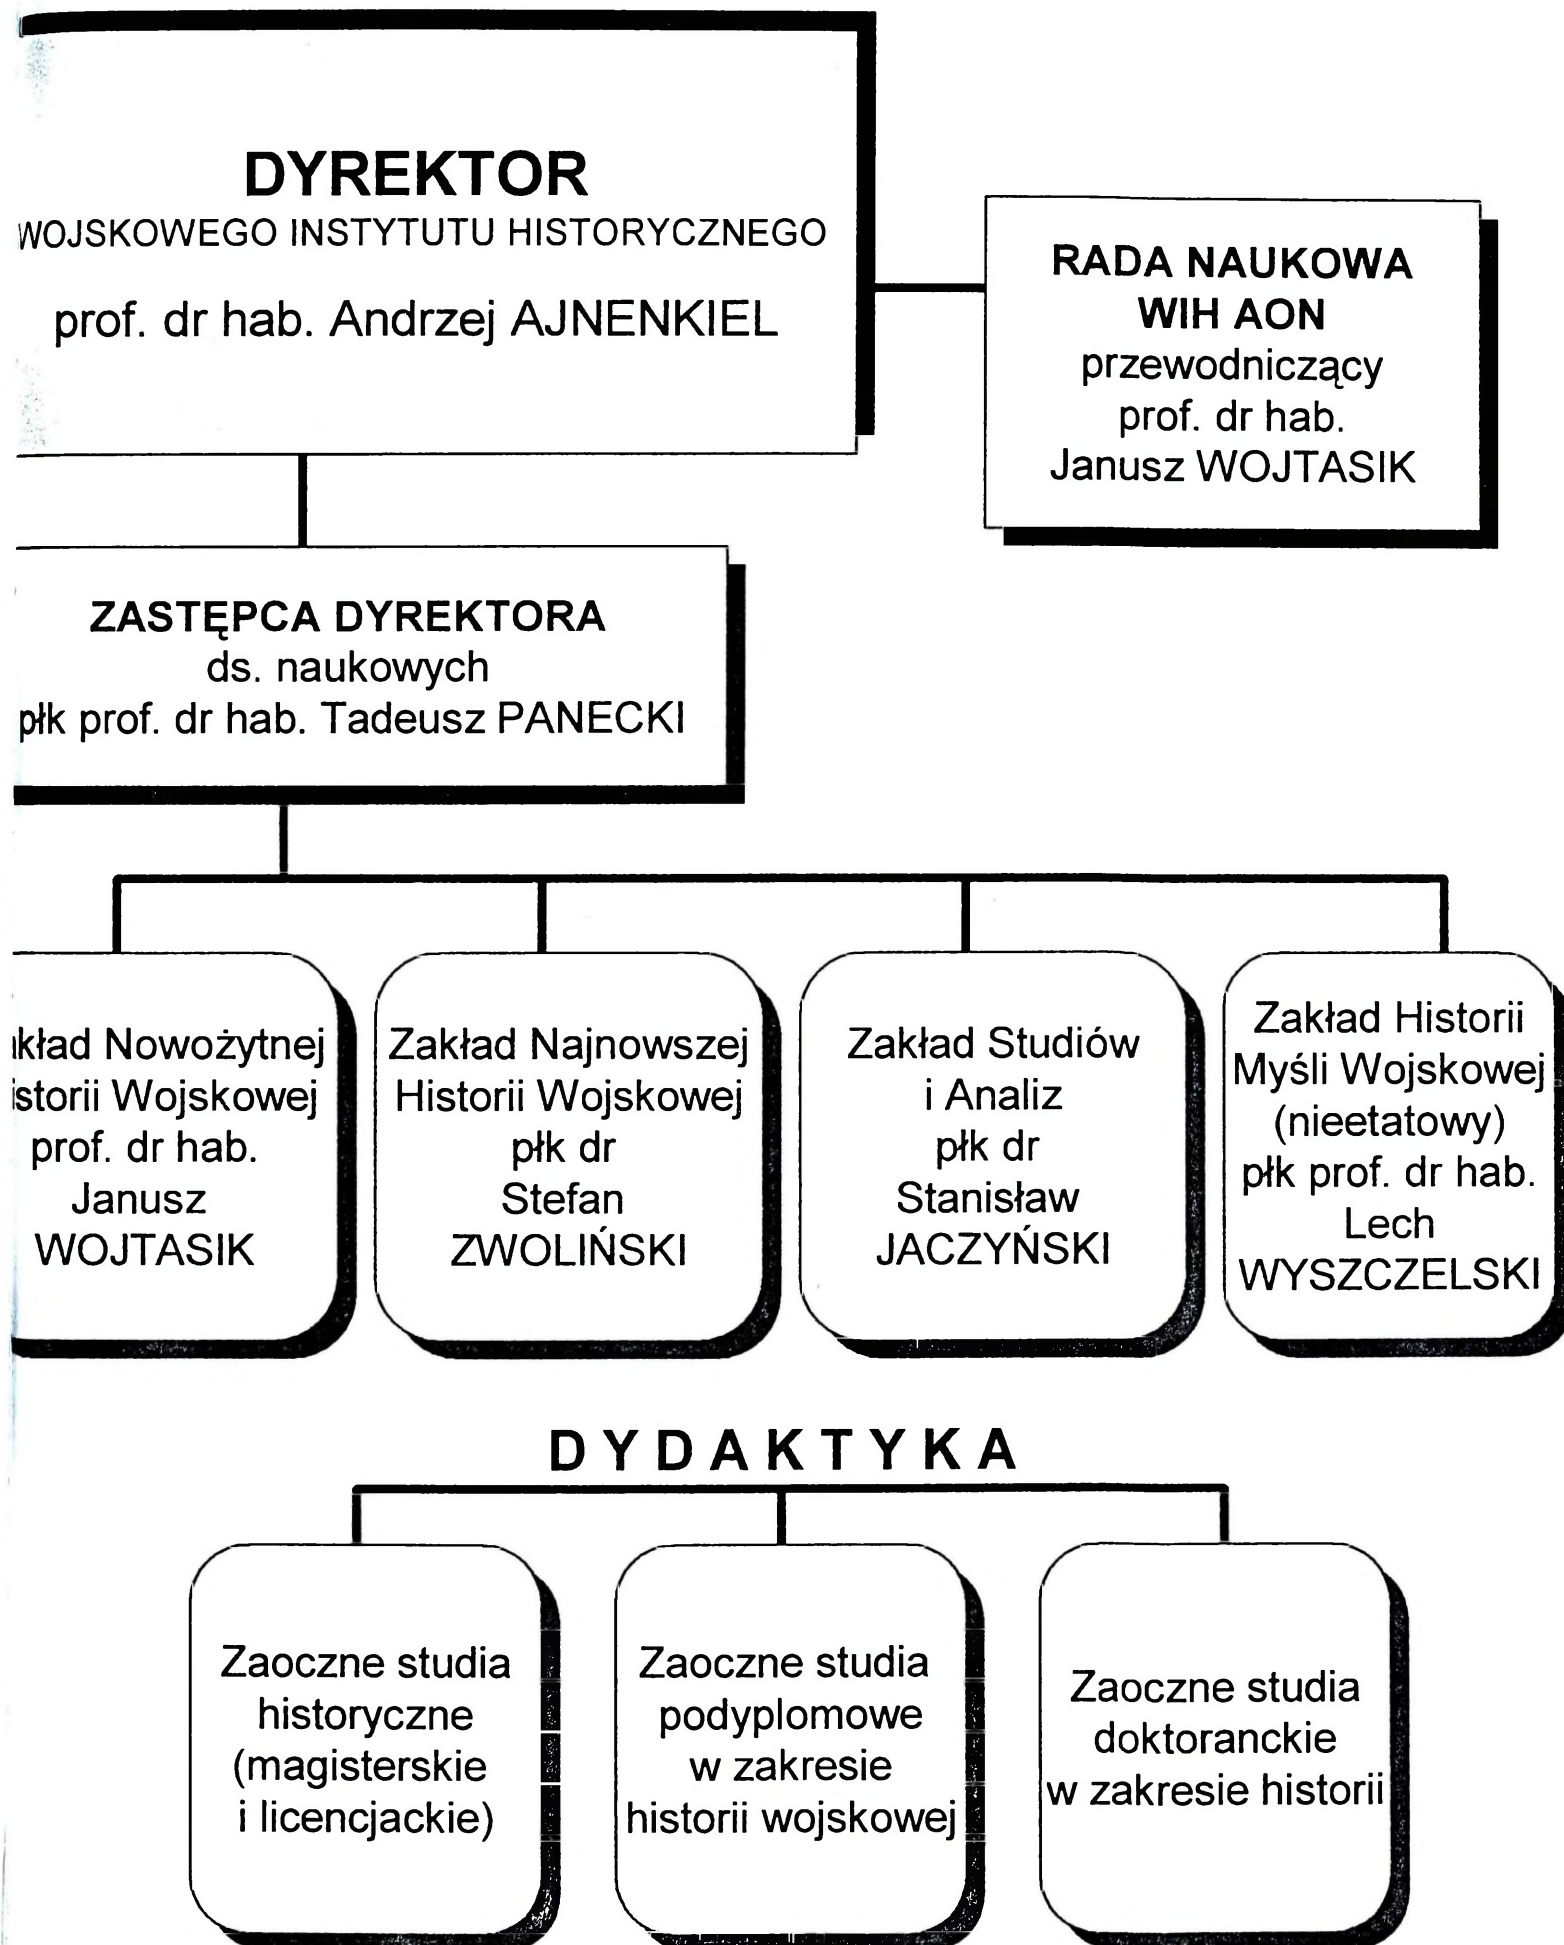 DYREKTOR
WOJSKOWEGO INSTYTUTU HISTORYCZNEGO
prof. dr hab. Andrzej AJNENKIEL
RADA NAUKOWA
WIH AON
przewodniczący
prof. dr hab.
Janusz WOJTASIK
ZASTĘPCA DYREKTORA
ds. naukowych
płk prof. dr hab. Tadeusz PANECKI
kład Nowożytnej
istorii Wojskowej
prof. dr hab.
Janusz
WOJTASIK
Zakład Najnowszej
Historii Wojskowej
płk dr
Stefan
ZWOLIŃSKI
Zakład Studiów
i Analiz
płk dr
Stanisław
JACZYŃSKI
Zakład Historii
Myśli Wojskowej
(nieetatowy)
płk prof. dr hab.
Lech
WYSZCZELSKI
DYDAKTYKA
Zaoczne studia
historyczne
(magisterskie
i licencjackie)
Zaoczne studia
podyplomowe
w zakresie
historii wojskowej
Zaoczne studia
doktoranckie
w zakresie historii